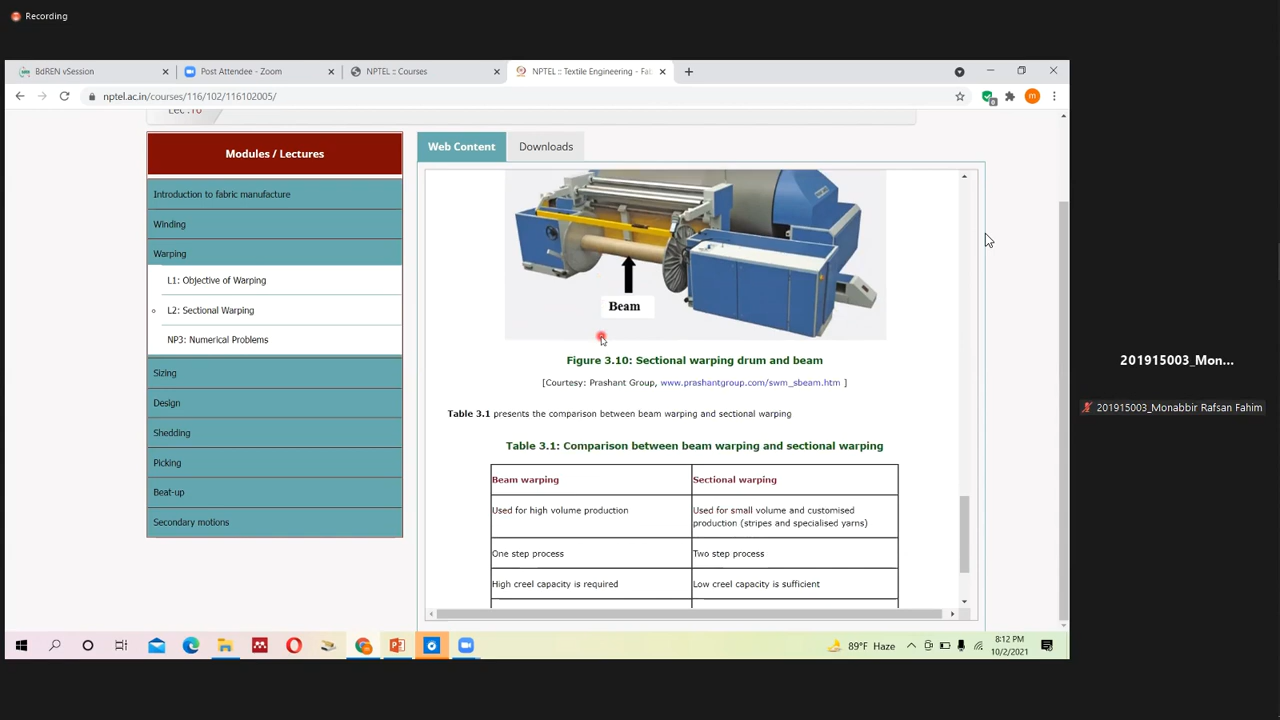 Recording
BdREN vSession
Post Attendee - Zoom
NPTEL :: Courses
NPTEL :: Textile Engineering - Fab
nptel.ac.in/courses/116/102/116102005/
m
Modules / Lectures
Introduction to fabric manufacture
Winding
Warping
L1: Objective of Warping
L2: Sectional Warping
NP3: Numerical Problems
Sizing
Design
Shedding
Picking
Beat-up
Secondary motions
Web Content
Downloads
Beam
Figure 3.10: Sectional warping drum and beam
[Courtesy: Prashant Group, www.prashantgroup.com/swm_sbeam.htm ]
Table 3.1 presents the comparison between beam warping and sectional warping
Table 3.1: Comparison between beam warping and sectional warping
Beam warping
Sectional warping
Used for high volume production
Used for small volume and customised
production (stripes and specialised yarns)
One step process
Two step process
High creel capacity is required
Low creel capacity is sufficient
201915003_Mon...
201915003_Monabbir Rafsan Fahim
89°F Haze
8:12 PM
10/2/2021